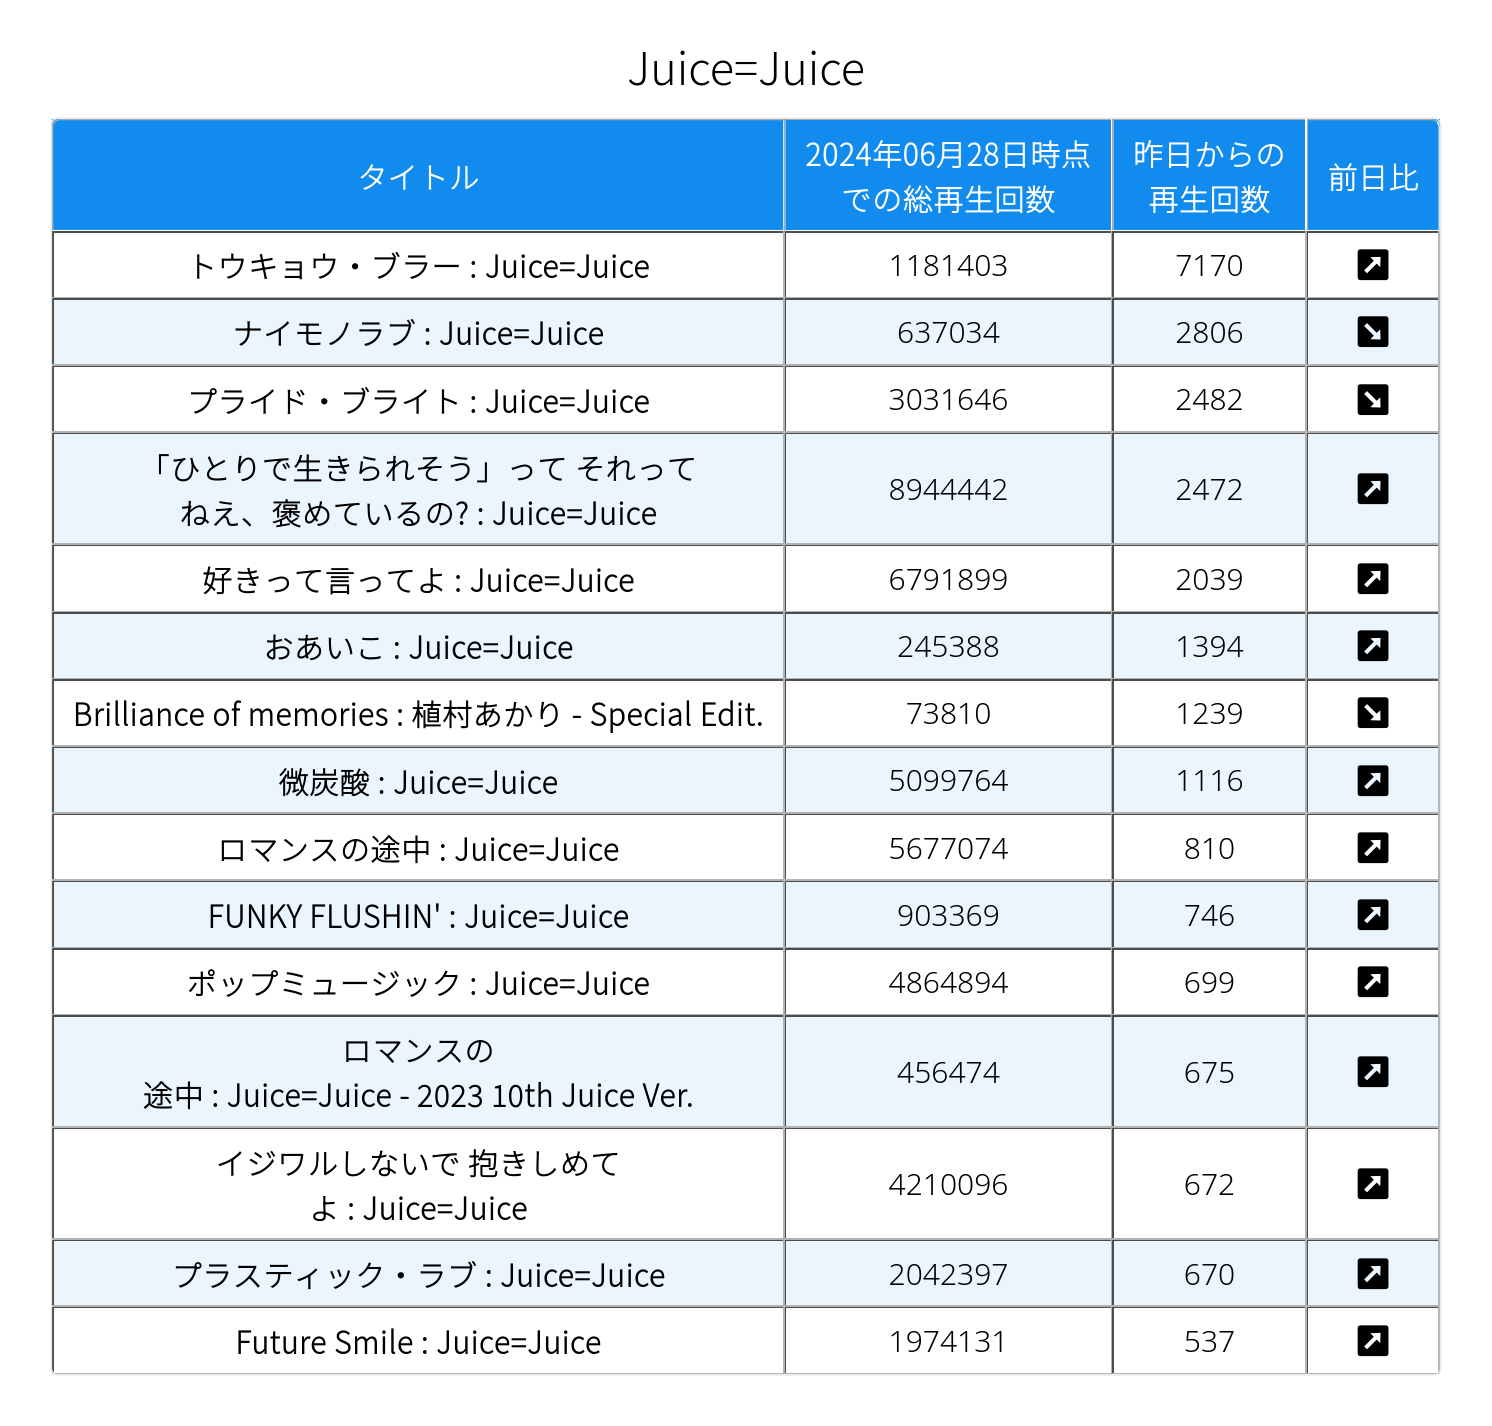 Juice=Juice
タイトル
2024年06月28日時点
での総再生回数
昨日からの
再生回数
前日比
トウキョウ・ブラー : Juice=Juice
1181403
7170
ナイモノラブ : Juice=Juice
637034
2806
プライド・ブライト : Juice=Juice
3031646
2482
「ひとりで生きられそう」って それって
ねえ、褒めているの? : Juice=Juice
8944442
2472
好きって言ってよ : Juice=Juice
6791899
2039
おあいこ : Juice=Juice
245388
1394
Brilliance of memories : 植村あかり - Special Edit.
73810
1239
微炭酸 : Juice=Juice
5099764
1116
ロマンスの途中 : Juice=Juice
5677074
810
FUNKY FLUSHIN' : Juice=Juice
903369
746
ポップミュージック : Juice=Juice
4864894
699
ロマンスの
途中 : Juice=Juice - 2023 10th Juice Ver.
456474
675
イジワルしないで 抱きしめて
よ : Juice=Juice
4210096
672
プラスティック・ラブ : Juice=Juice
2042397
670
Future Smile : Juice=Juice
1974131
537